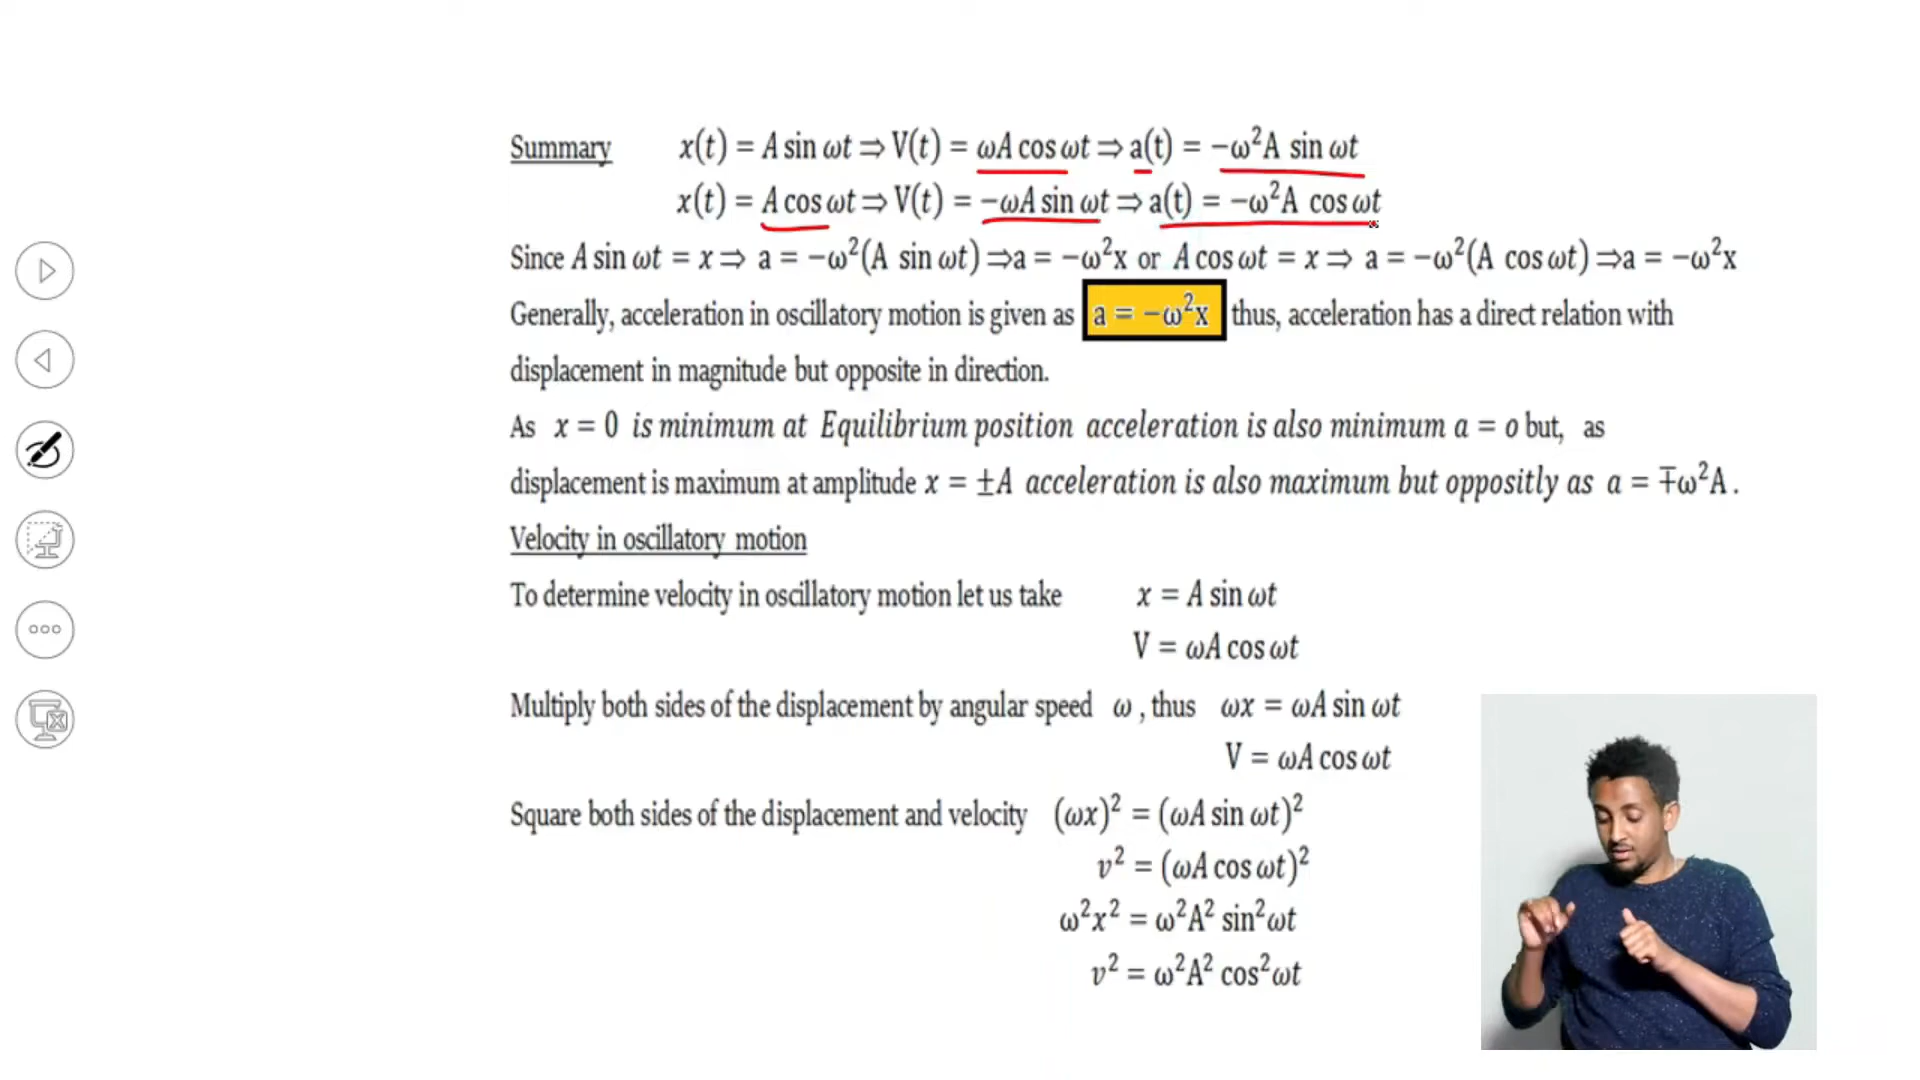 Summary x(t) = A sin ωt ⇒ V(t) = ωA cos ωt ⇒ a(t) = −ω²A sin ωt
x(t) = A cos ωt ⇒ V(t) = −ωA sin ωt ⇒ a(t) = −ω²A cos ωt
Since A sin ωt = x ⇒ a = −ω²(A sin ωt) ⇒a = −ω²x or A cos ωt = x ⇒ a = −ω²(A cos ωt) ⇒a = −ω²x
Generally, acceleration in oscillatory motion is given as a = −ω²x thus, acceleration has a direct relation with
displacement in magnitude but opposite in direction.
As x = 0 is minimum at Equilibrium position acceleration is also minimum a = o but, as
displacement is maximum at amplitude x = ±A acceleration is also maximum but oppositly as a = ∓ω²A .
Velocity in oscillatory motion
To determine velocity in oscillatory motion let us take x = A sin ωt
V = ωA cos ωt
Multiply both sides of the displacement by angular speed ω , thus ωx = ωA sin ωt
V = ωA cos ωt
Square both sides of the displacement and velocity (ωx)² = (ωA sin ωt)²
v² = (ωA cos ωt)²
ω²x² = ω²A² sin²ωt
v² = ω²A² cos²ωt